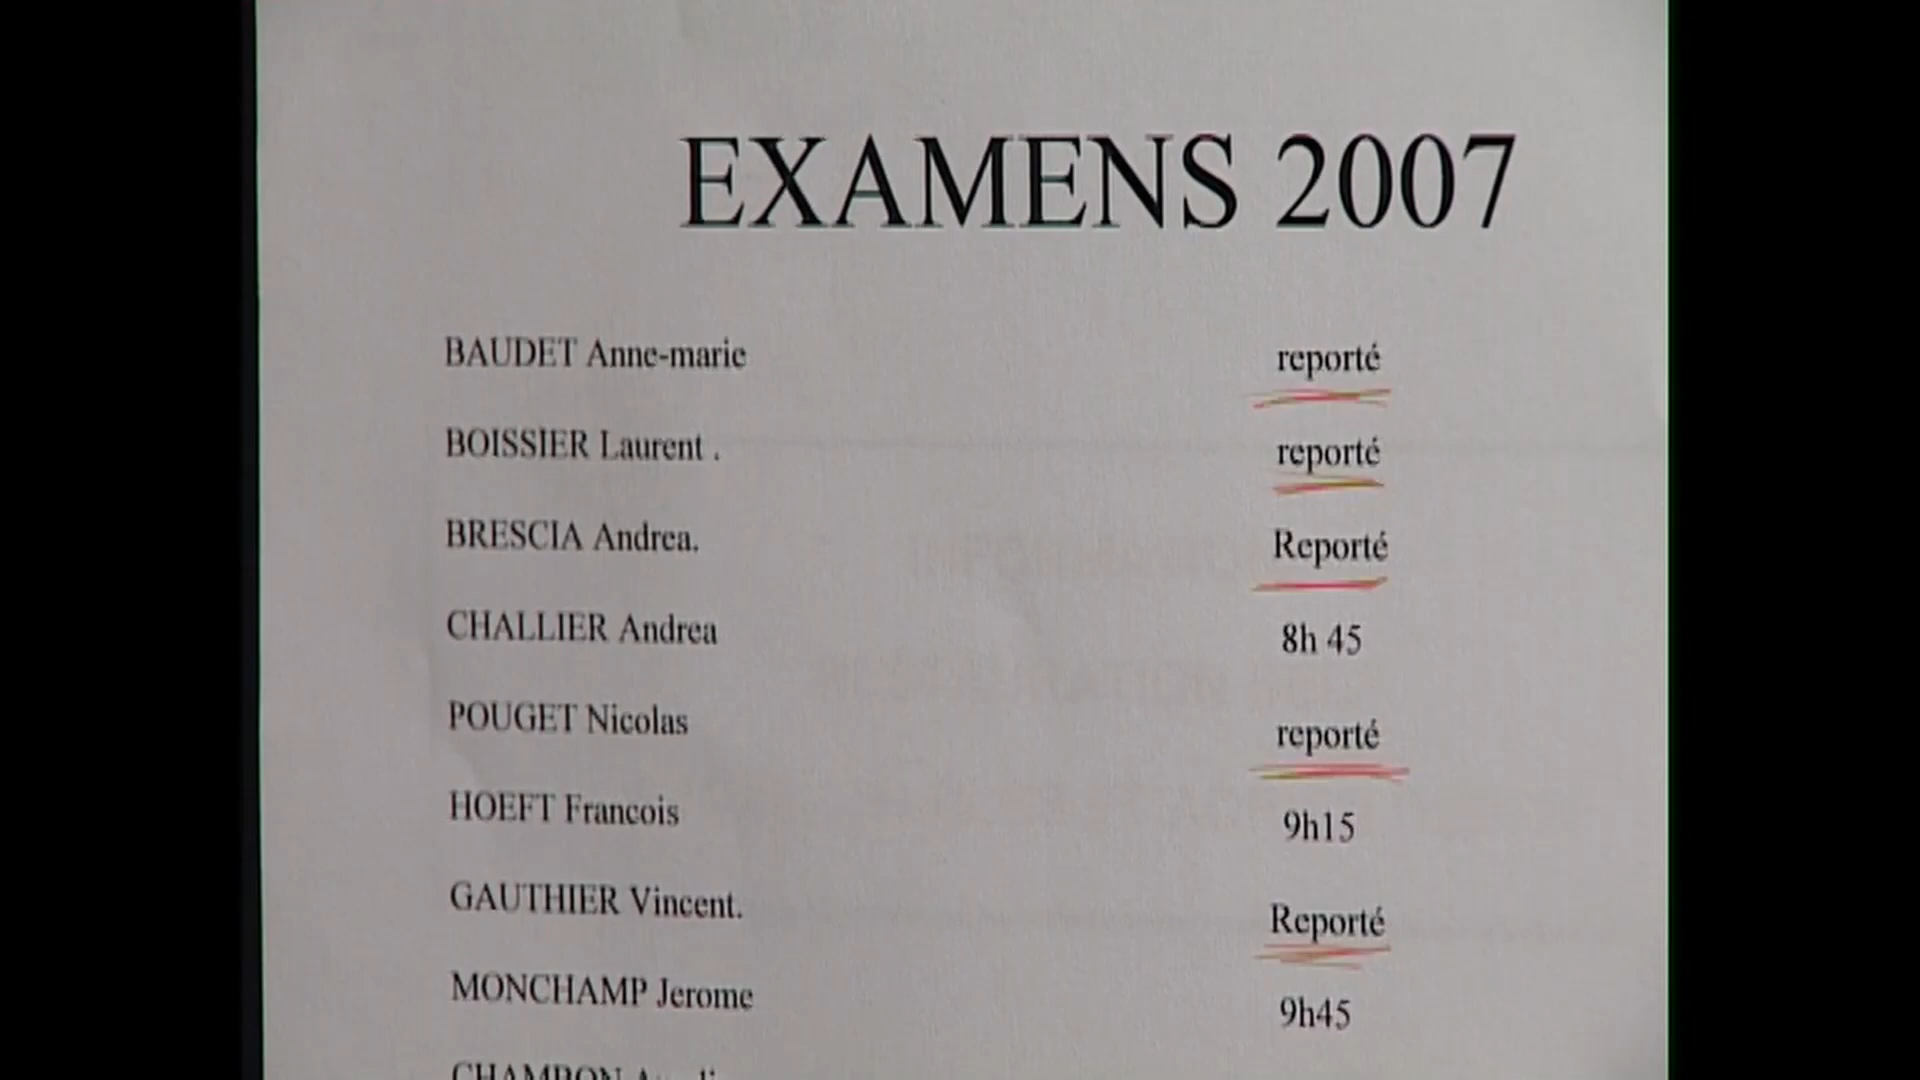 EXAMENS 2007
BAUDET Anne-marie reporté
BOISSIER Laurent . reporté
BRESCIA Andrea. Reporté
CHALLIER Andrea 8h 45
POUGET Nicolas reporté
HOEFT Francois 9h15
GAUTHIER Vincent. Reporté
MONCHAMP Jerome 9h45
CHAMBON